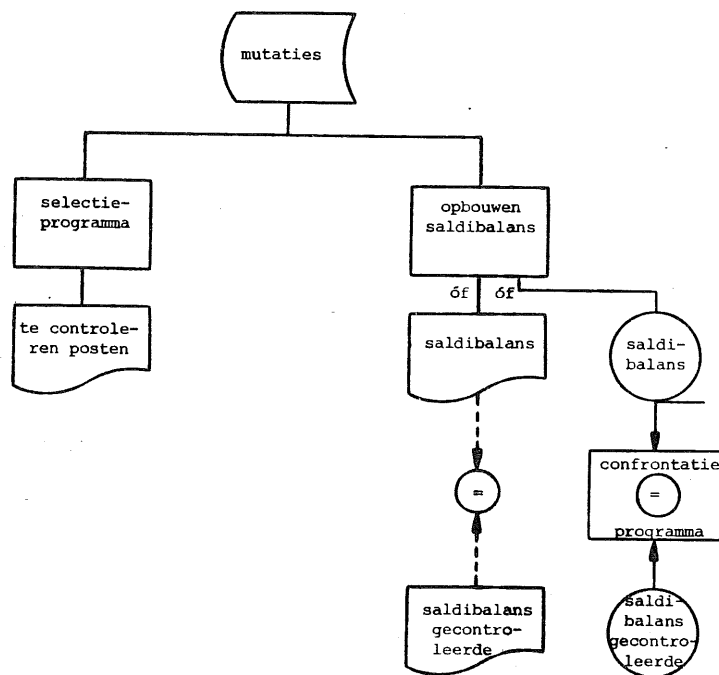 mutaties
selectie-
programma
opbouwen
saldibalans
óf óf
te controle-
ren posten
saldibalans
saldi-
balans
=
confrontatie
=
programma
saldibalans
gecontro-
leerde
saldi-
balans
gecontro-
leerde